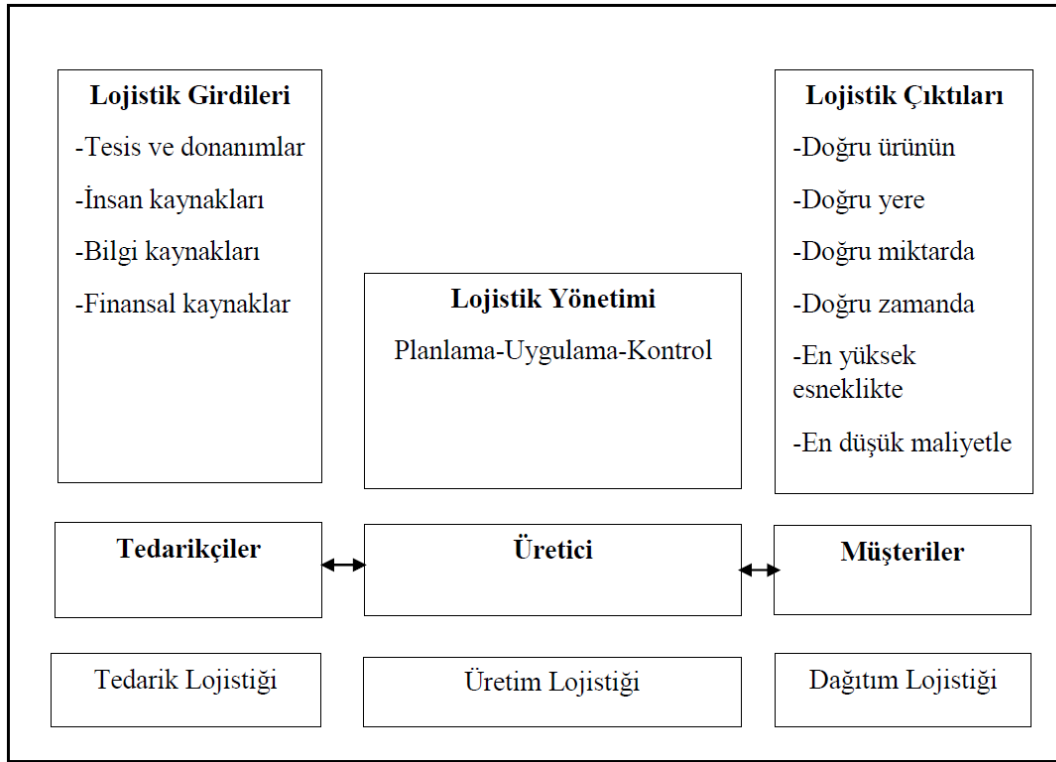 Lojistik Girdileri
-Tesis ve donanımlar
-İnsan kaynakları
-Bilgi kaynakları
-Finansal kaynaklar
Lojistik Yönetimi
Planlama-Uygulama-Kontrol
Lojistik Çıktıları
-Doğru ürünün
-Doğru yere
-Doğru miktarda
-Doğru zamanda
-En yüksek
esneklikte
-En düşük maliyetle
Tedarikçiler
Üretici
Müşteriler
Tedarik Lojistiği
Üretim Lojistiği
Dağıtım Lojistiği